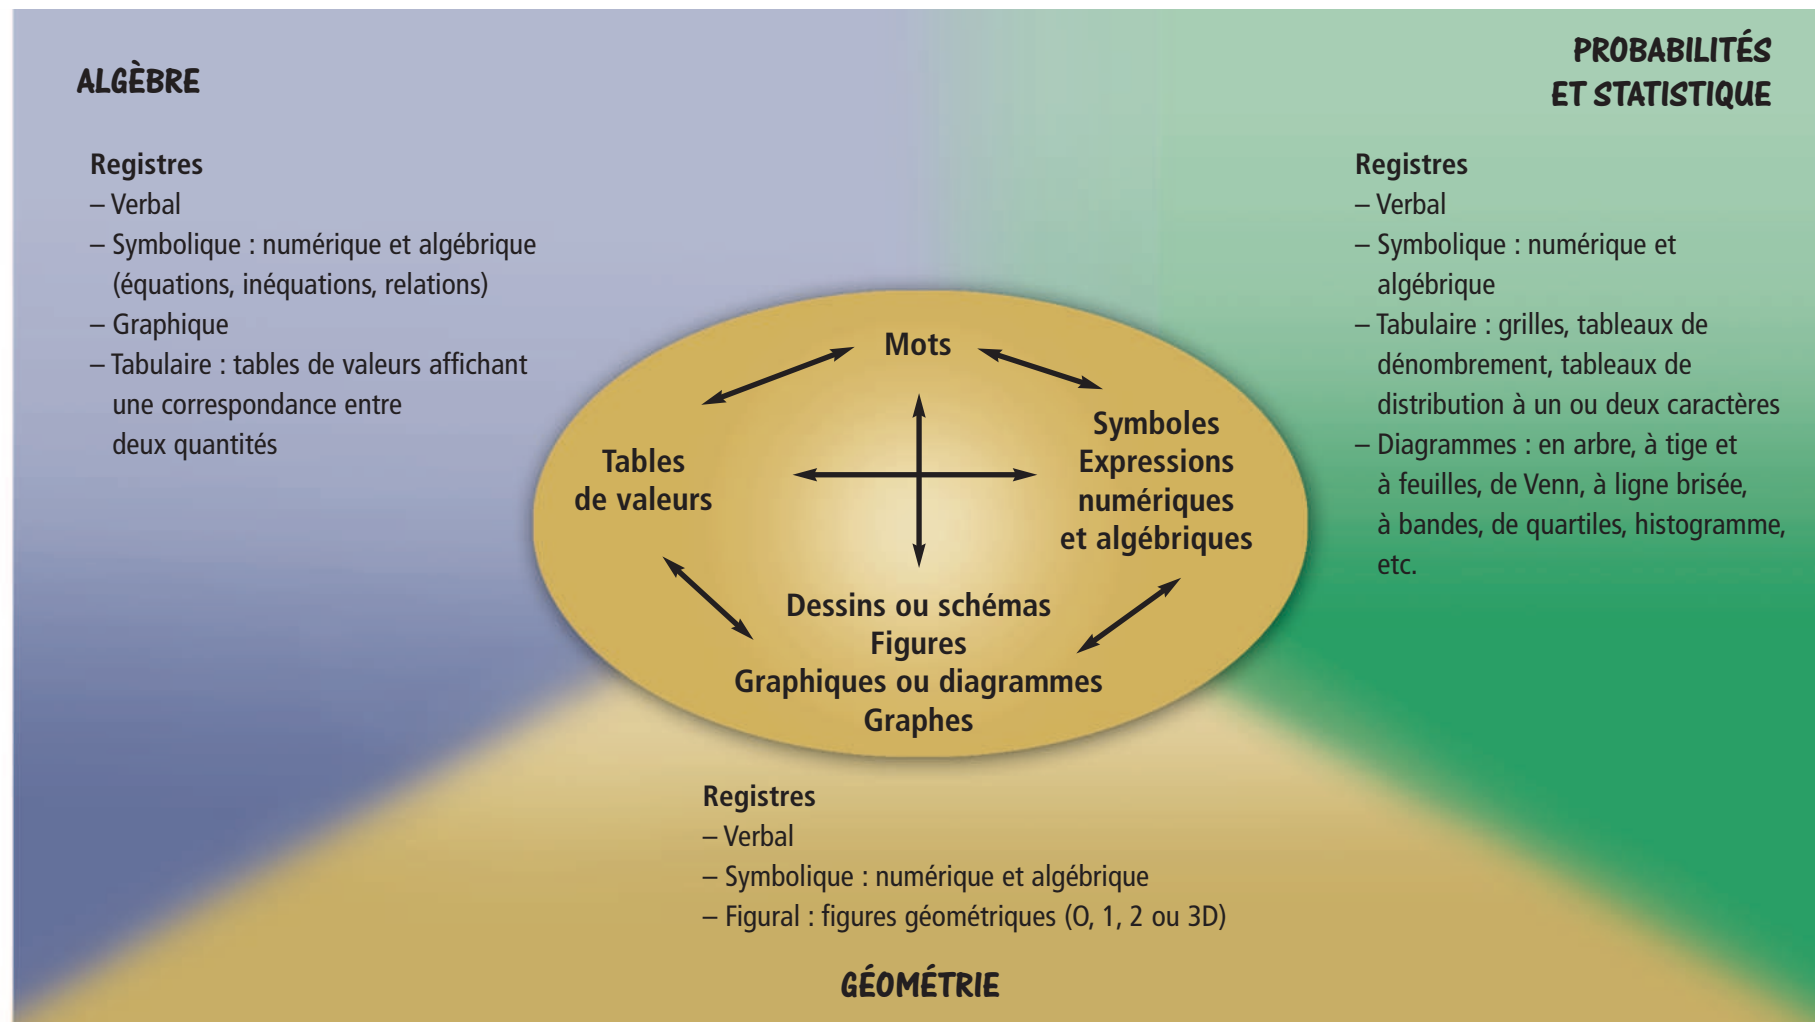 ALGÈBRE
Registres
– Verbal
– Symbolique : numérique et algébrique
(équations, inéquations, relations)
– Graphique
– Tabulaire : tables de valeurs affichant
une correspondance entre
deux quantités
PROBABILITÉS
ET STATISTIQUE
Registres
– Verbal
– Symbolique : numérique et
algébrique
– Tabulaire : grilles, tableaux de
dénombrement, tableaux de
distribution à un ou deux caractères
– Diagrammes : en arbre, à tige et
à feuilles, de Venn, à ligne brisée,
à bandes, de quartiles, histogramme,
etc.
Mots
Tables
de valeurs
Symboles
Expressions
numériques
et algébriques
Dessins ou schémas
Figures
Graphiques ou diagrammes
Graphes
Registres
– Verbal
– Symbolique : numérique et algébrique
– Figural : figures géométriques (O, 1, 2 ou 3D)
GÉOMÉTRIE